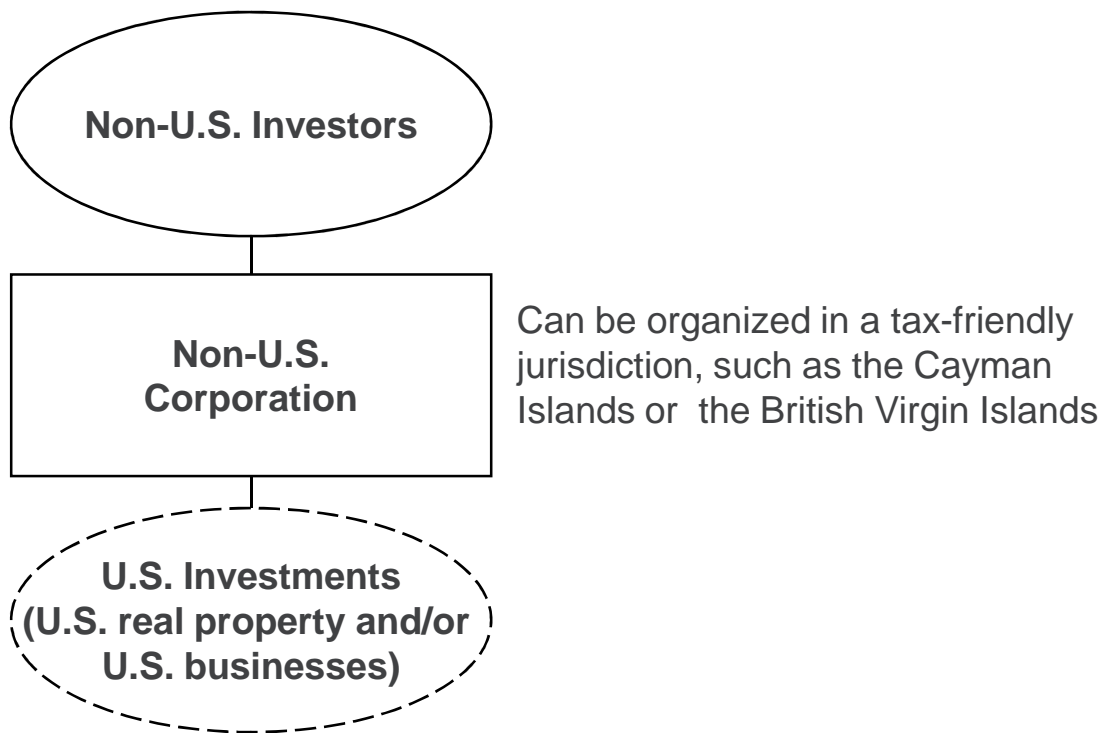 Non-U.S. Investors
Non-U.S.
Corporation
Can be organized in a tax-friendly
jurisdiction, such as the Cayman
Islands or  the British Virgin Islands
U.S. Investments
(U.S. real property and/or
U.S. businesses)